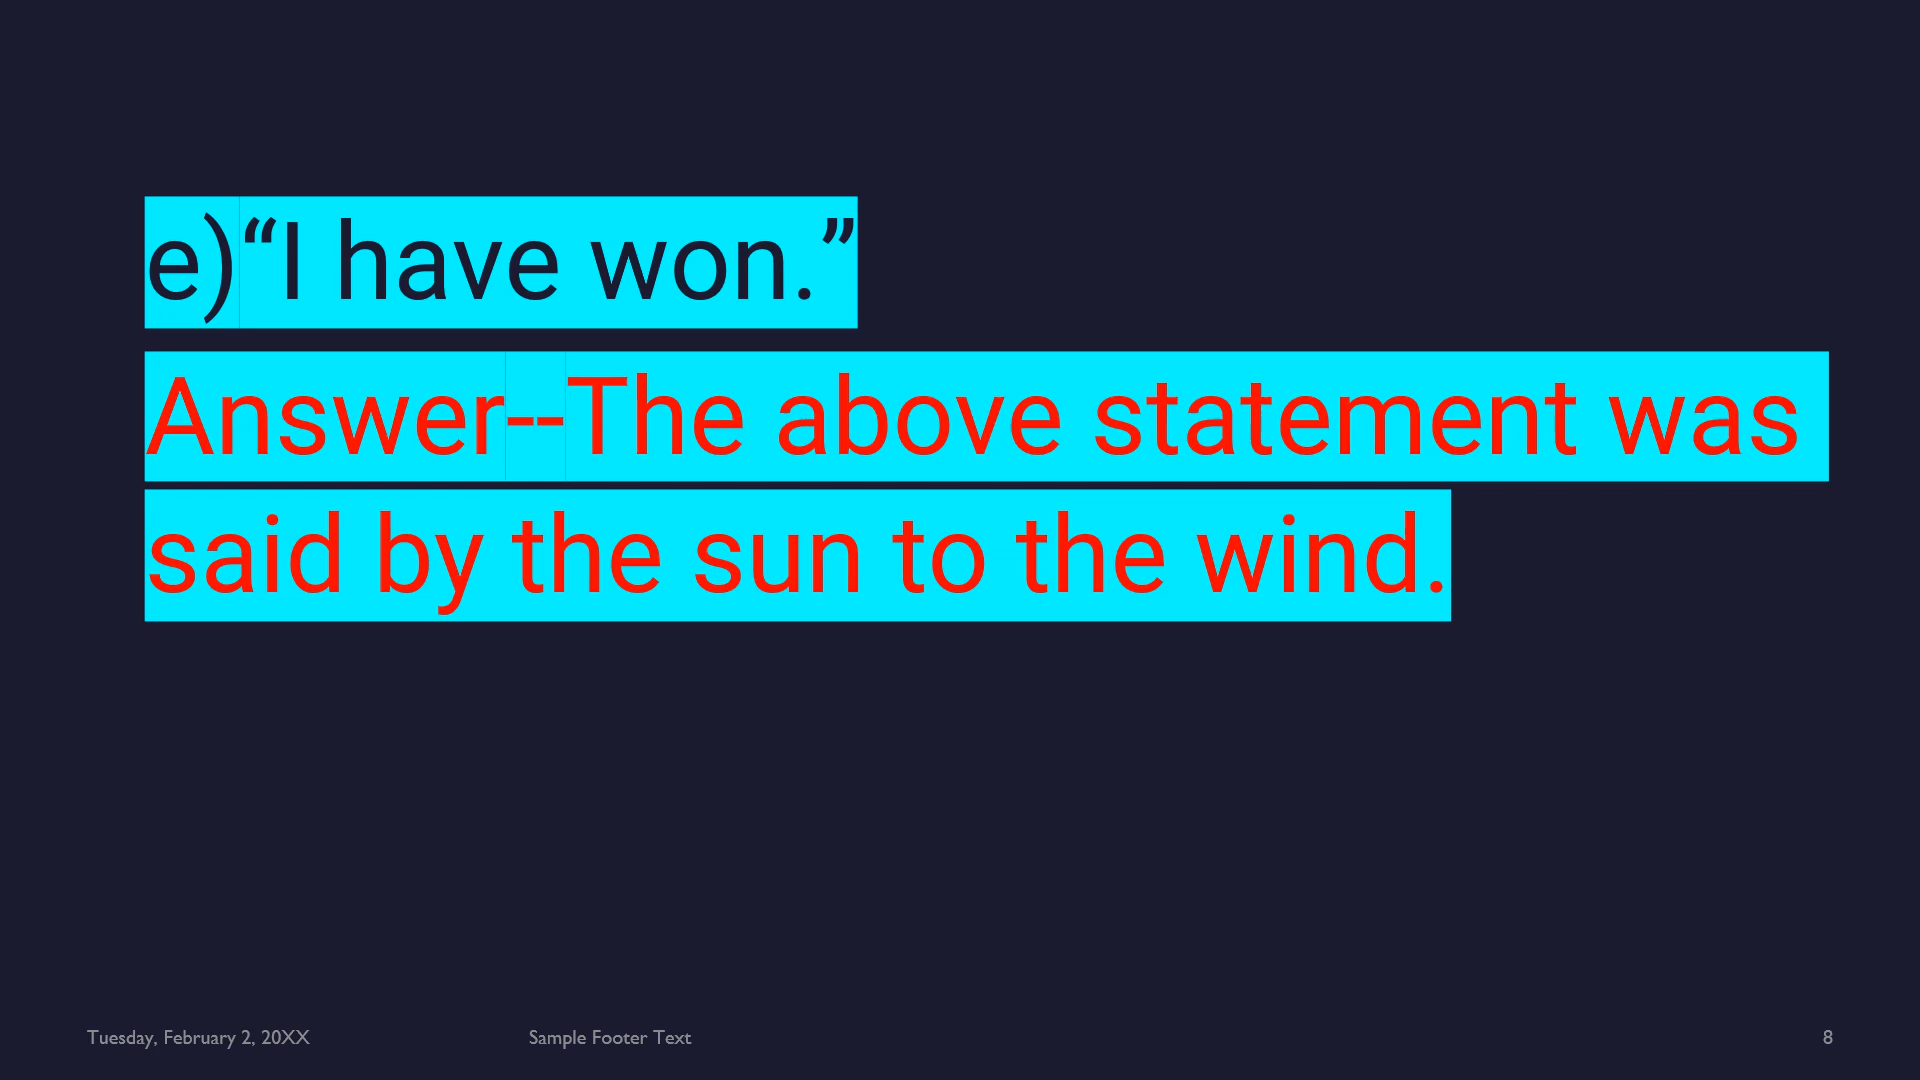 e)“I have won.”
Answer--The above statement was
said by the sun to the wind.
Tuesday, February 2, 20XX
Sample Footer Text
8